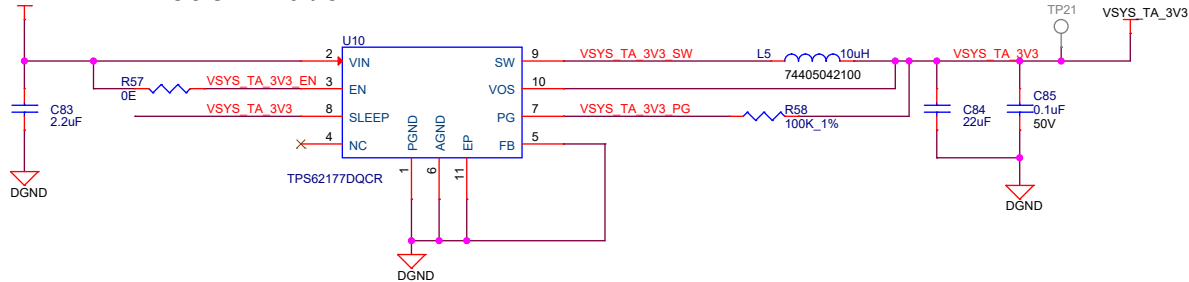 TP21
VSYS_TA_3V3
U10
2
VIN
SW
9
VSYS_TA_3V3_SW
L5
10uH
74405042100
VSYS_TA_3V3
R57
0E
VSYS_TA_3V3_EN
3
EN
VOS
10
C83
2.2uF
VSYS_TA_3V3
8
SLEEP
PG
7
VSYS_TA_3V3_PG
R58
100K_1%
C84
22uF
C85
0.1uF
50V
4
NC
PGND
AGND
EP
FB
5
TPS62177DQCR
1
6
11
DGND
DGND
DGND